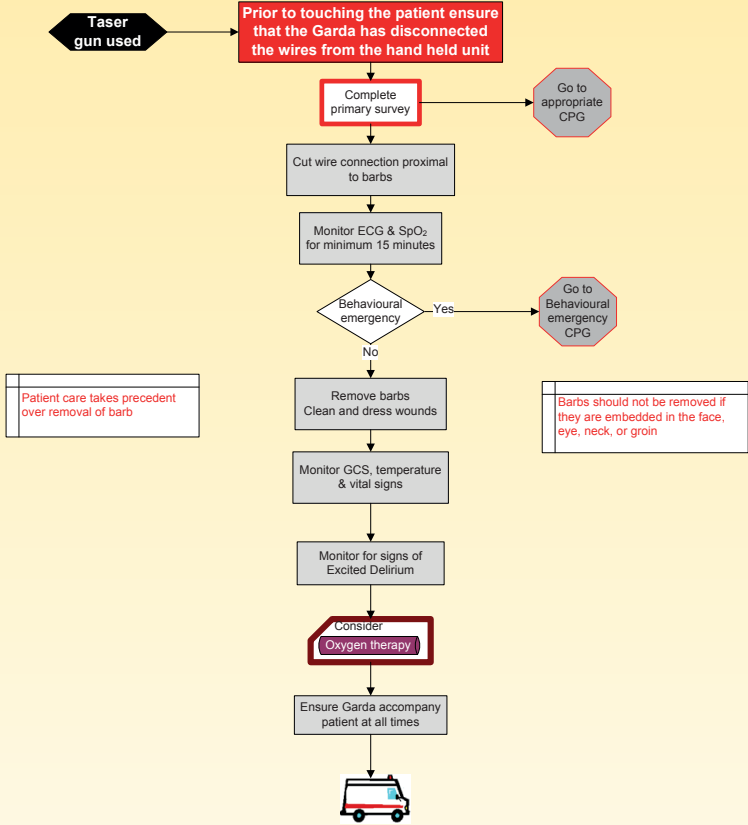 Taser
gun used
Prior to touching the patient ensure
that the Garda has disconnected
the wires from the hand held unit
Complete
primary survey
Go to
appropriate
CPG
Cut wire connection proximal
to barbs
Monitor ECG & SpO₂
for minimum 15 minutes
Behavioural
emergency
Yes
Go to
Behavioural
emergency
CPG
No
Patient care takes precedent
over removal of barb
Remove barbs
Clean and dress wounds
Barbs should not be removed if
they are embedded in the face,
eye, neck, or groin
Monitor GCS, temperature
& vital signs
Monitor for signs of
Excited Delirium
Consider
Oxygen therapy
Ensure Garda accompany
patient at all times